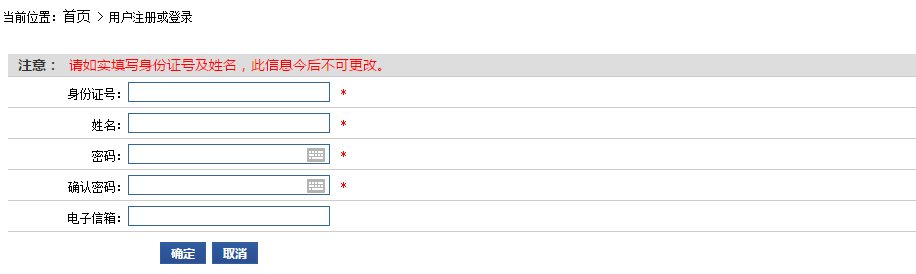 当前位置：首页 > 用户注册或登录
注意： 请如实填写身份证号及姓名，此信息今后不可更改。
身份证号： *
姓名： *
密码： *
确认密码： *
电子信箱：
确定 取消